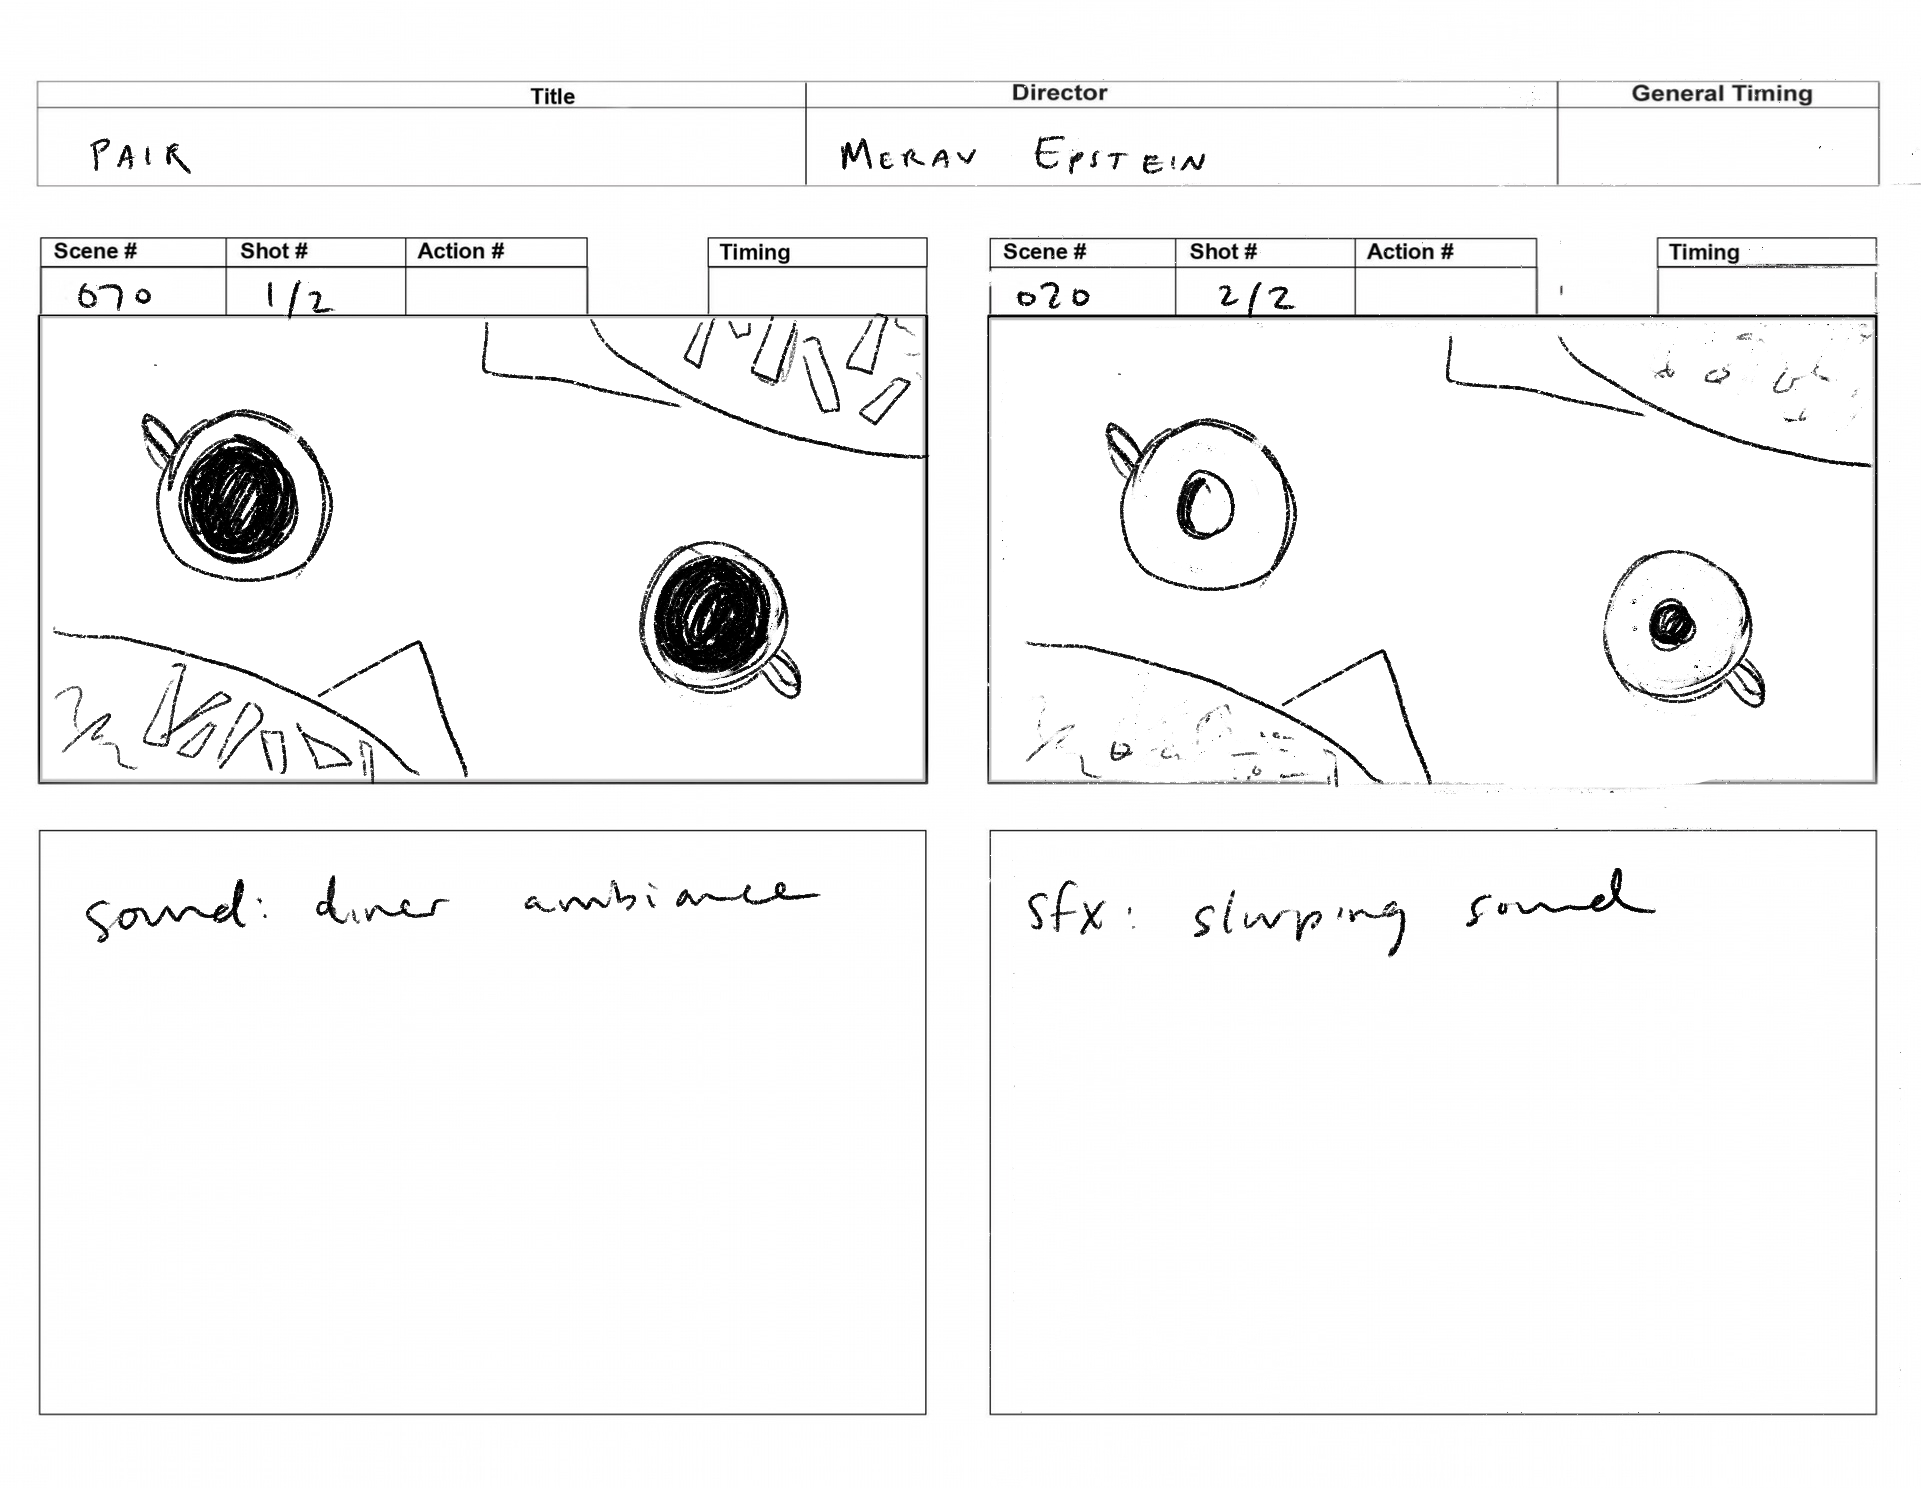 Title
Director
General Timing
PAIR
MERAV EPSTEIN
Scene # Shot # Action # Timing
070 1/2
Scene # Shot # Action # Timing
020 2/2
sound: diner ambiance
sfx: slurping sound